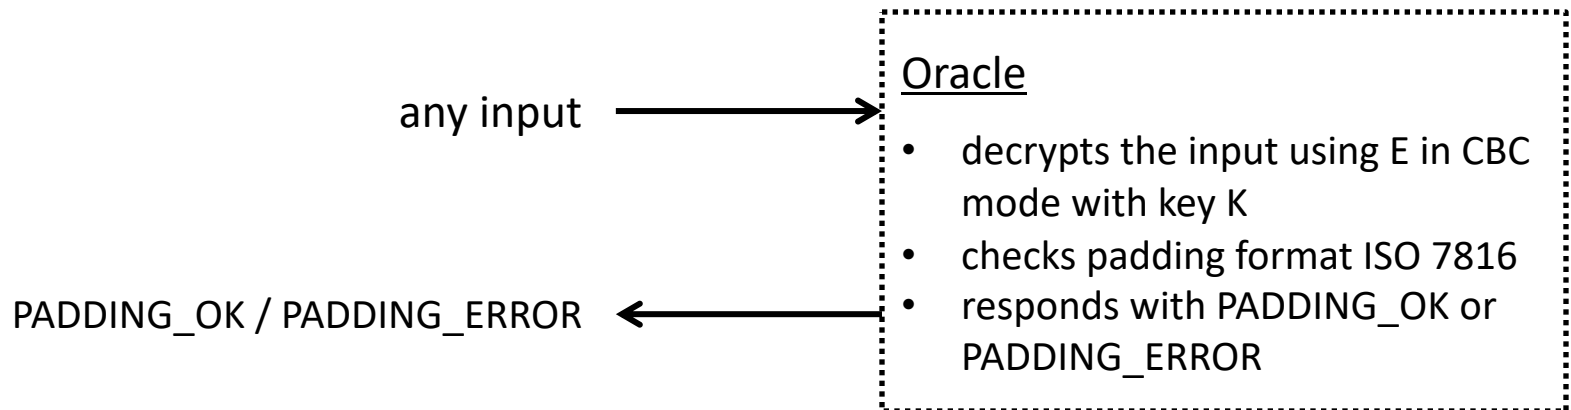 any input
PADDING_OK / PADDING_ERROR
Oracle
• decrypts the input using E in CBC
mode with key K
• checks padding format ISO 7816
• responds with PADDING_OK or
PADDING_ERROR